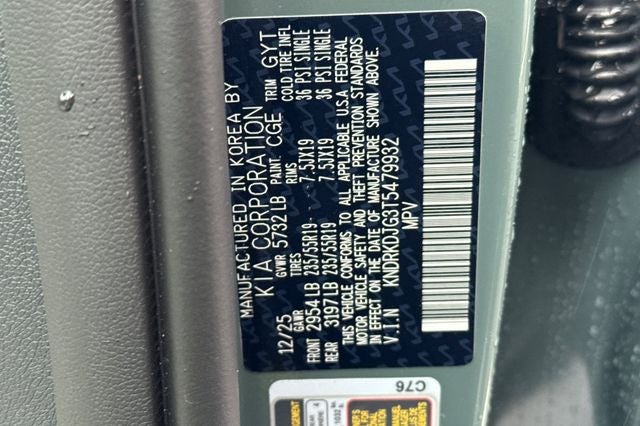 MANUFACTURED IN KOREA BY
KIA CORPORATION
12/25 GVWR 5732 LB PAINT: CGE TRIM GYT
GAWR TIRES RIMS COLD TIRE INFL
FRONT 2954 LB 235/55R19 7.5JX19 36 PSI SINGLE
REAR 3197 LB 235/55R19 7.5JX19 36 PSI SINGLE
THIS VEHICLE CONFORMS TO ALL APPLICABLE U.S.A FEDERAL
MOTOR VEHICLE SAFETY AND THEFT PREVENTION STANDARDS
IN EFFECT ON THE DATE OF MANUFACTURE SHOWN ABOVE.
V.I.N KNDRKDJG3T5479932
MPV
C76